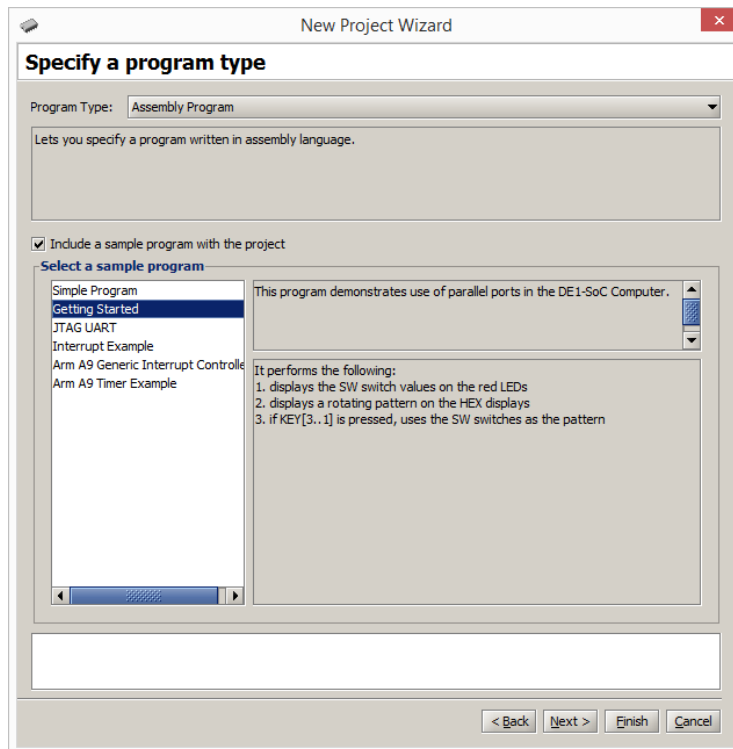 New Project Wizard
Specify a program type
Program Type: Assembly Program
Lets you specify a program written in assembly language.
Include a sample program with the project
Select a sample program
Simple Program
Getting Started
JTAG UART
Interrupt Example
Arm A9 Generic Interrupt Controlle
Arm A9 Timer Example
This program demonstrates use of parallel ports in the DE1-SoC Computer.
It performs the following:
1. displays the SW switch values on the red LEDs
2. displays a rotating pattern on the HEX displays
3. if KEY[3..1] is pressed, uses the SW switches as the pattern
< Back Next > Finish Cancel